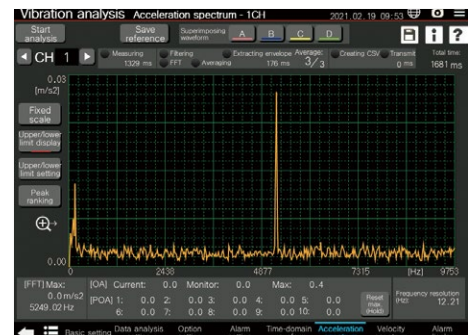 Vibration analysis Acceleration spectrum - 1CH 2021.02.19 09:53
Start analysis Save reference Superimposing waveform A B C D
CH 1 Measuring Filtering Extracting envelope Average: Creating CSV Transmit Total time:
1329 ms FFT Averaging 176 ms 3/3 0 ms 1681 ms
0.03
[m/s2]
Fixed scale
Upper/lower limit display
Upper/lower limit setting
Peak ranking
0.00
0 2438 4877 7315 [Hz] 9753
[FFT] Max: [OA] Current: 0.0 Monitor: 0.0 Max: 0.4
0.0 m/s2 [POA] 1: 0.0 2: 0.0 3: 0.0 4: 0.0 5: 0.0 Reset max. (Hold) Frequency resolution (Hz)
5249.02 Hz 6: 0.0 7: 0.0 8: 0.0 9: 0.0 10: 0.0 12.21
Basic setting Data analysis Option Alarm Time-domain Acceleration Velocity Alarm